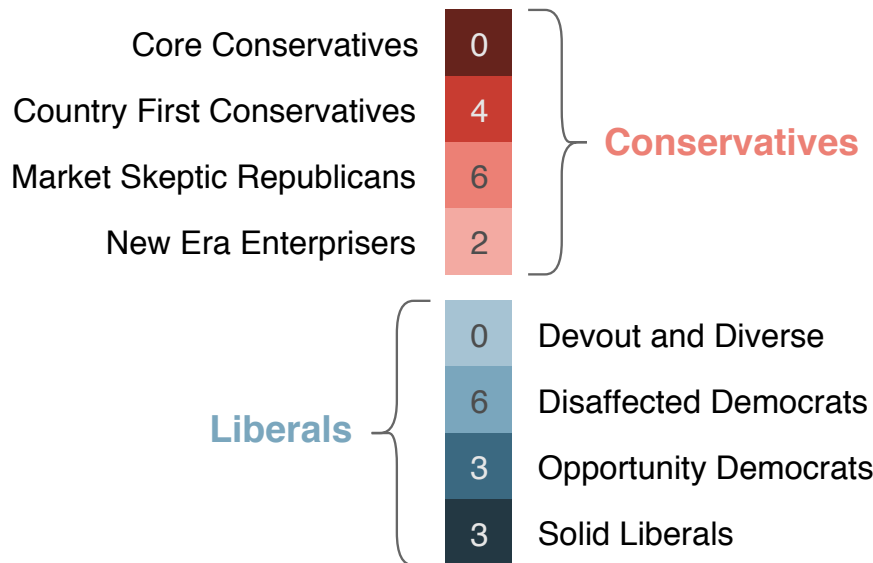 Core Conservatives 0
Country First Conservatives 4
Conservatives
Market Skeptic Republicans 6
New Era Enterprisers 2
0 Devout and Diverse
6 Disaffected Democrats
Liberals
3 Opportunity Democrats
3 Solid Liberals